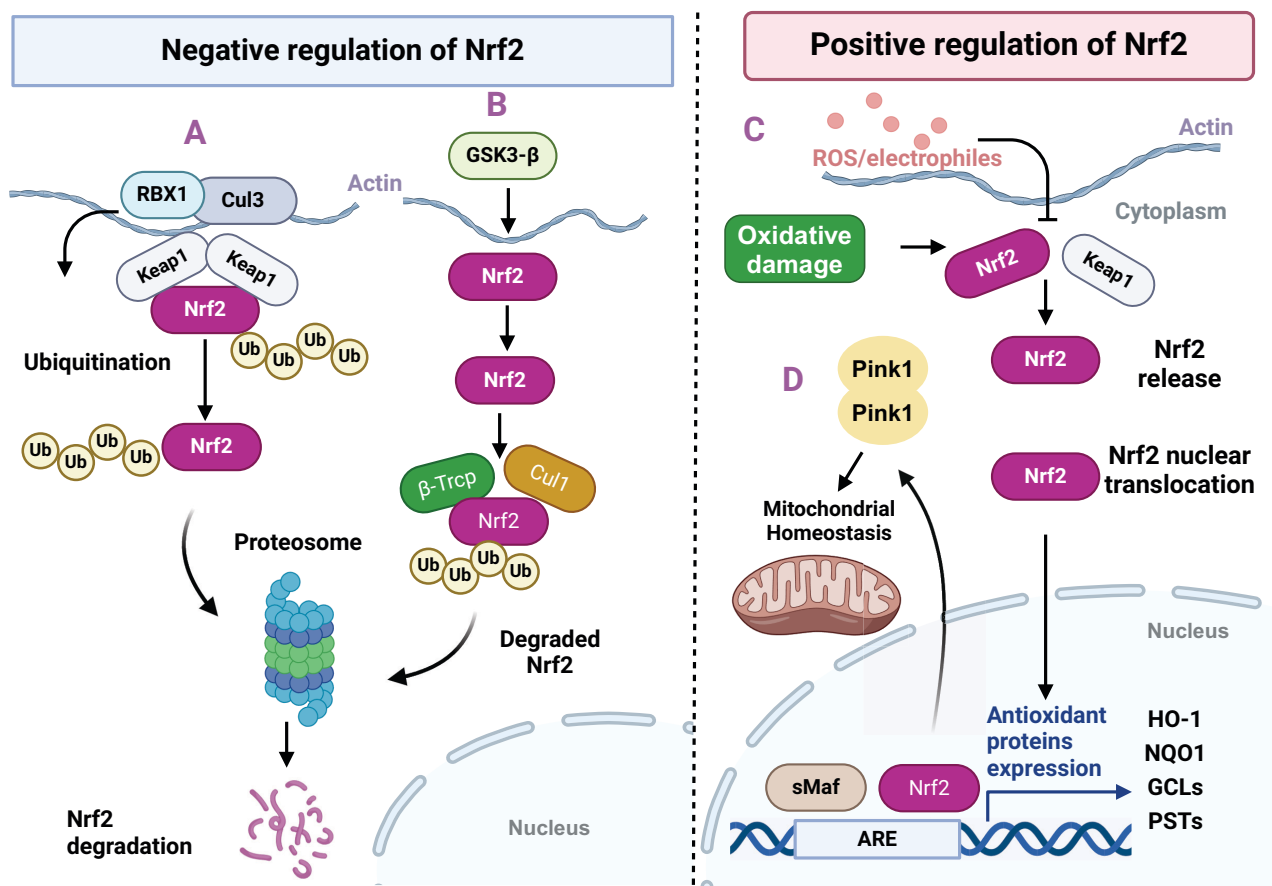 Negative regulation of Nrf2
A
B
GSK3-β
RBX1
Cul3
Actin
Keap1
Keap1
Nrf2
Nrf2
Ub
Ub
Ub
Ub
Ubiquitination
Nrf2
Ub
Ub
Ub
Ub
Nrf2
β-Trcp
Cul1
Nrf2
Ub
Ub
Ub
Ub
Proteosome
Degraded
Nrf2
Nrf2
degradation
Nucleus
Positive regulation of Nrf2
C
ROS/electrophiles
Actin
Cytoplasm
Oxidative
damage
Nrf2
Keap1
Nrf2
Nrf2
release
D
Pink1
Pink1
Nrf2
Nrf2 nuclear
translocation
Mitochondrial
Homeostasis
Nucleus
Antioxidant
proteins
expression
HO-1
NQO1
GCLs
PSTs
sMaf
Nrf2
ARE